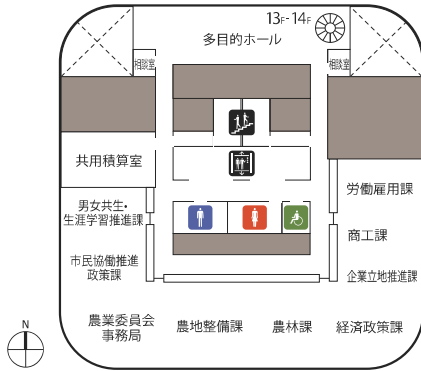 13F-14F
多目的ホール
相談室
相談室
共用積算室
男女共生・
生涯学習推進課
労働雇用課
市民協働推進
政策課
商工課
企業立地推進課
農業委員会
事務局
農地整備課
農林課
経済政策課
N